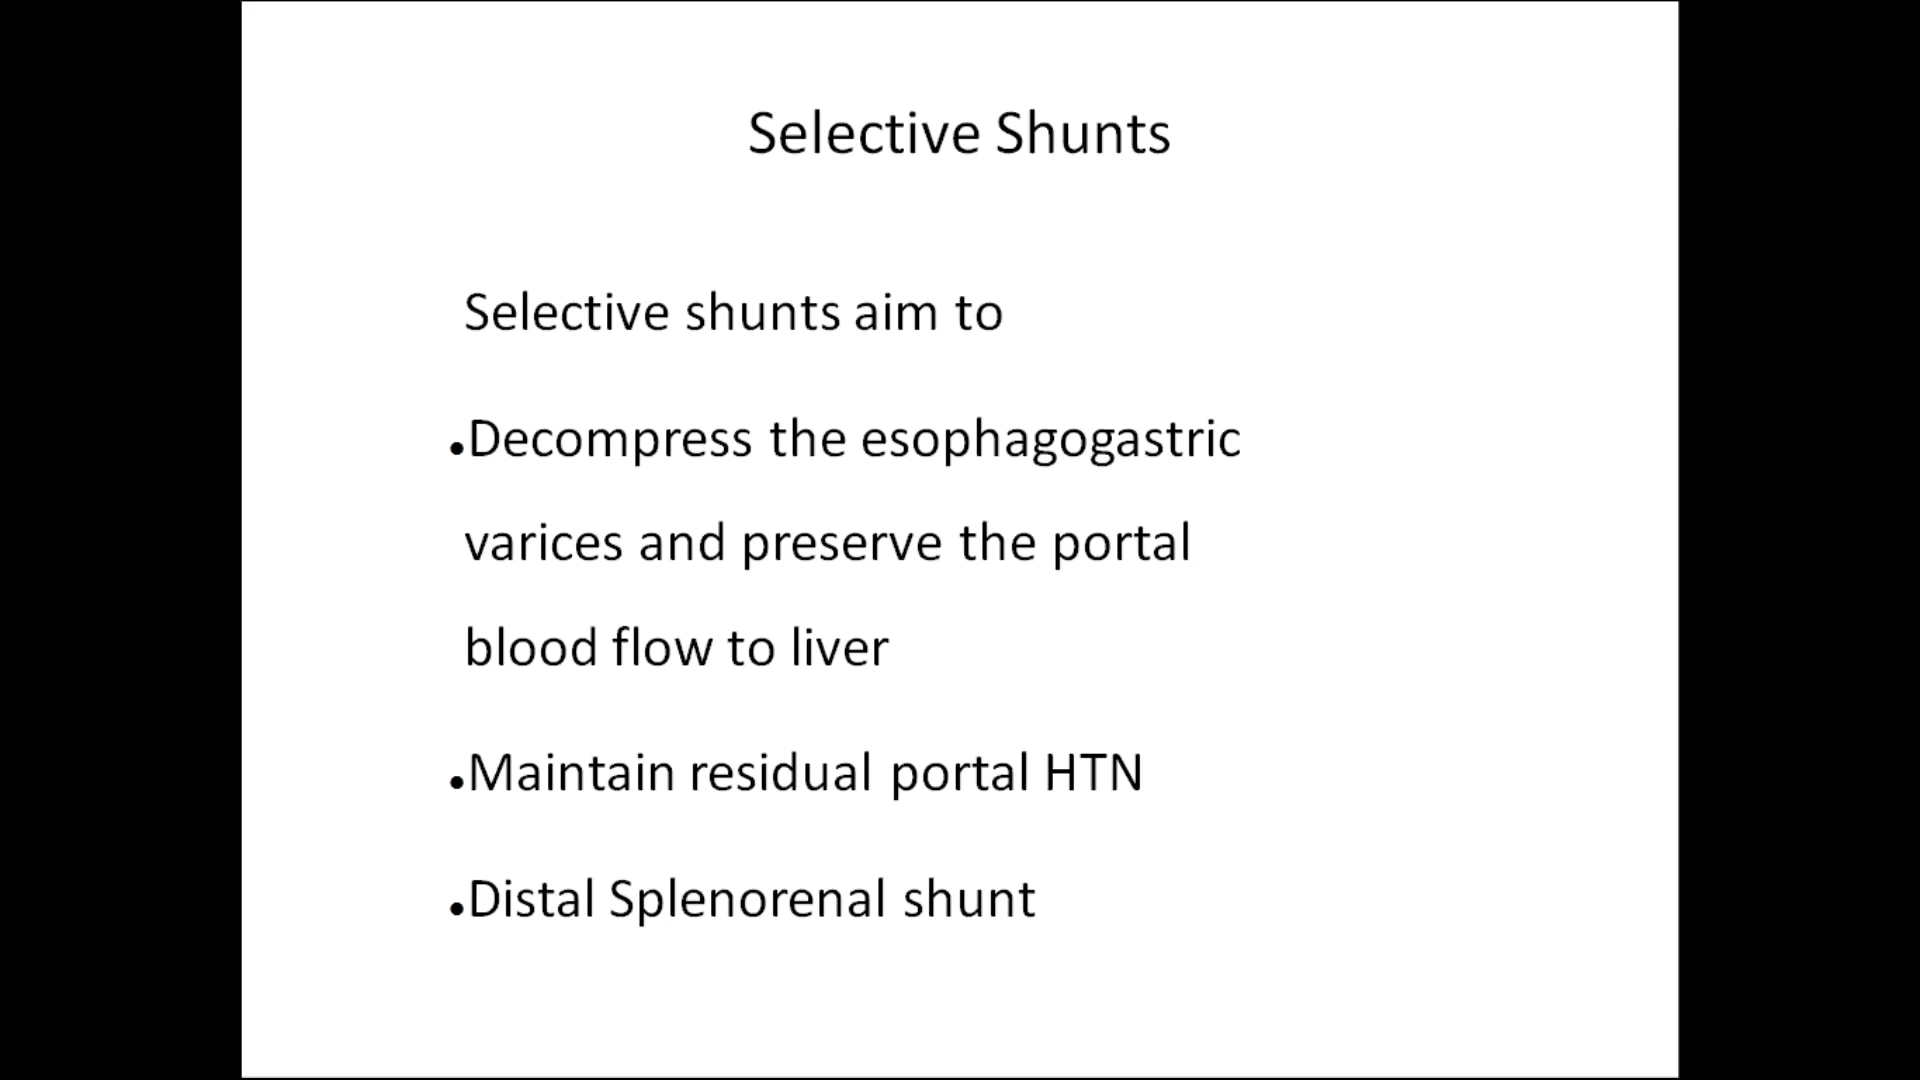 Selective Shunts
Selective shunts aim to
•Decompress the esophagogastric
varices and preserve the portal
blood flow to liver
•Maintain residual portal HTN
•Distal Splenorenal shunt